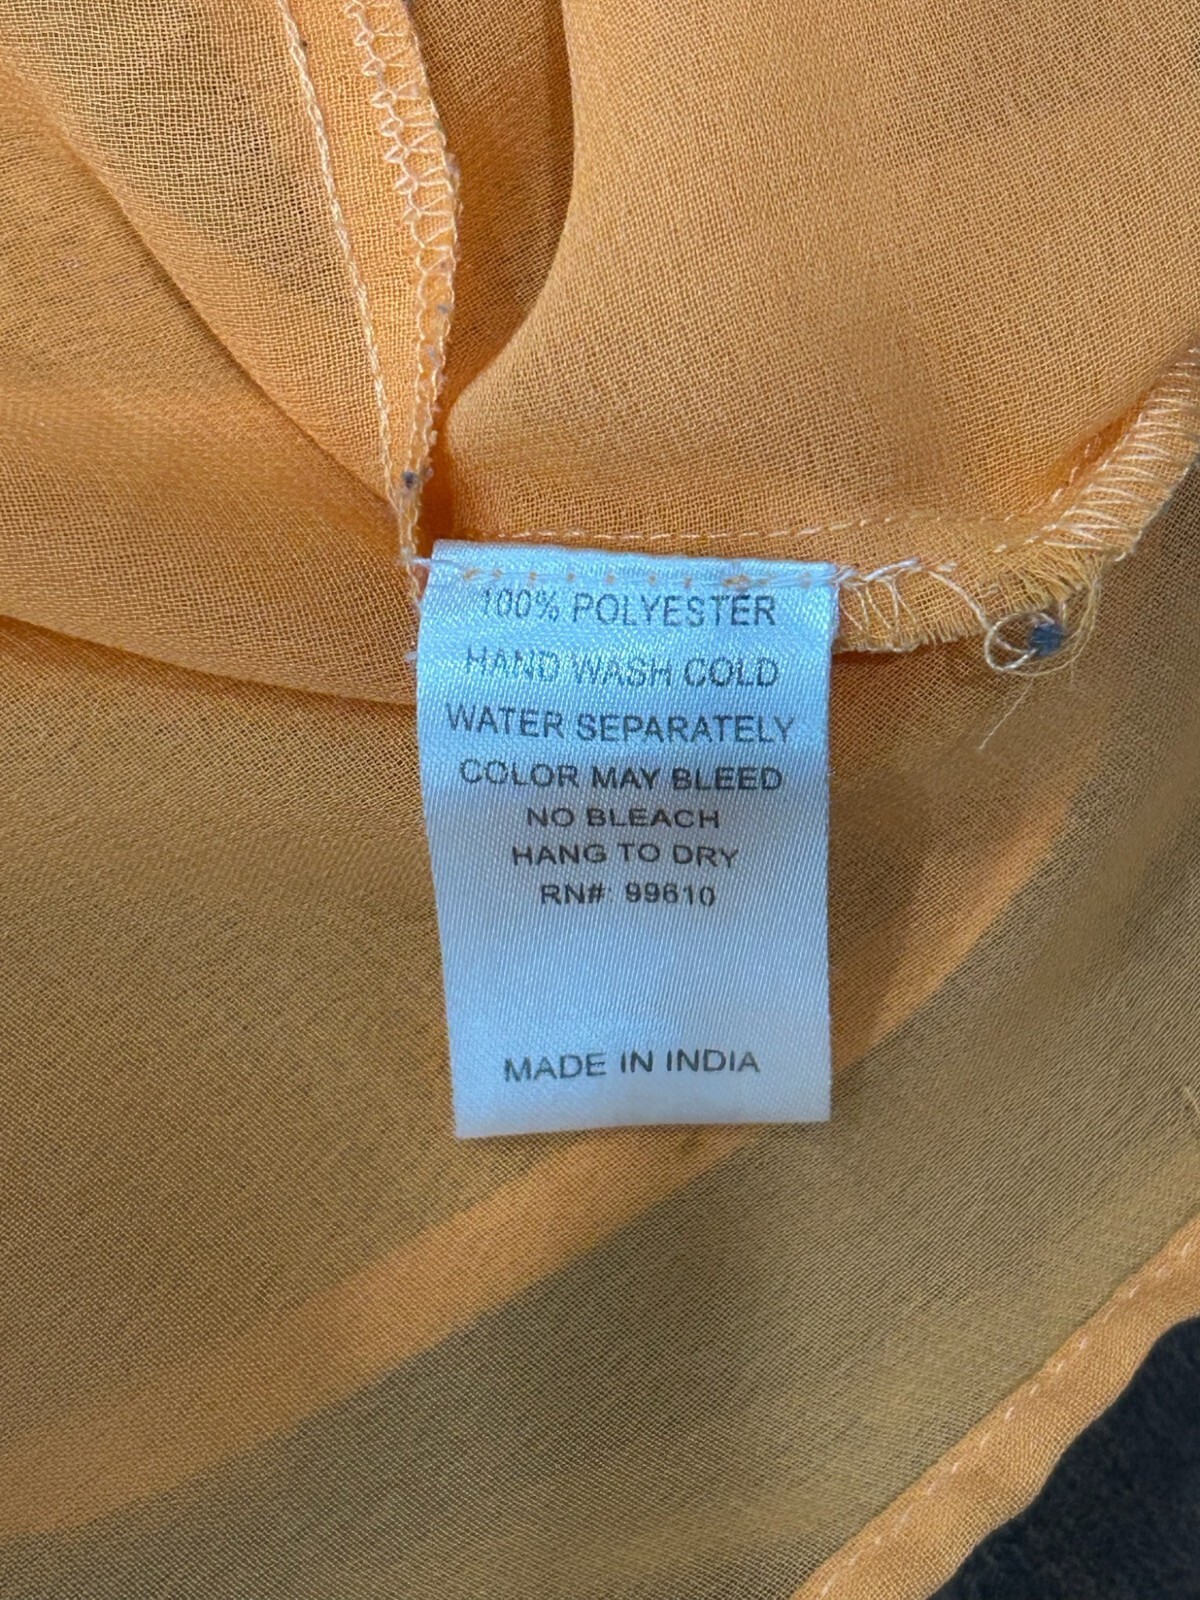 100% POLYESTER
HAND WASH COLD
WATER SEPARATELY
COLOR MAY BLEED
NO BLEACH
HANG TO DRY
RN#: 99610
MADE IN INDIA